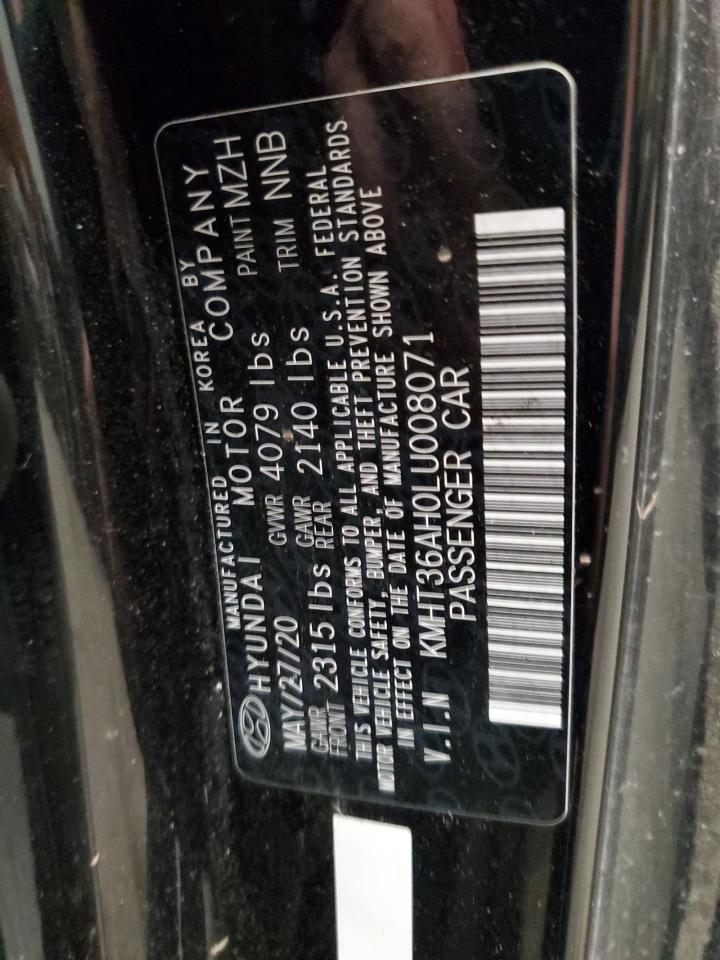 MANUFACTURED IN KOREA BY
HYUNDAI MOTOR COMPANY
MAY/27/20 GVWR 4079 lbs PAINT MZH
GAWR FRONT 2315 lbs GAWR REAR 2140 lbs TRIM NNB
THIS VEHICLE CONFORMS TO ALL APPLICABLE U.S.A. FEDERAL
MOTOR VEHICLE SAFETY, BUMPER, AND THEFT PREVENTION STANDARDS
IN EFFECT ON THE DATE OF MANUFACTURE SHOWN ABOVE
V.I.N KMHT36AH0LU008071
PASSENGER CAR